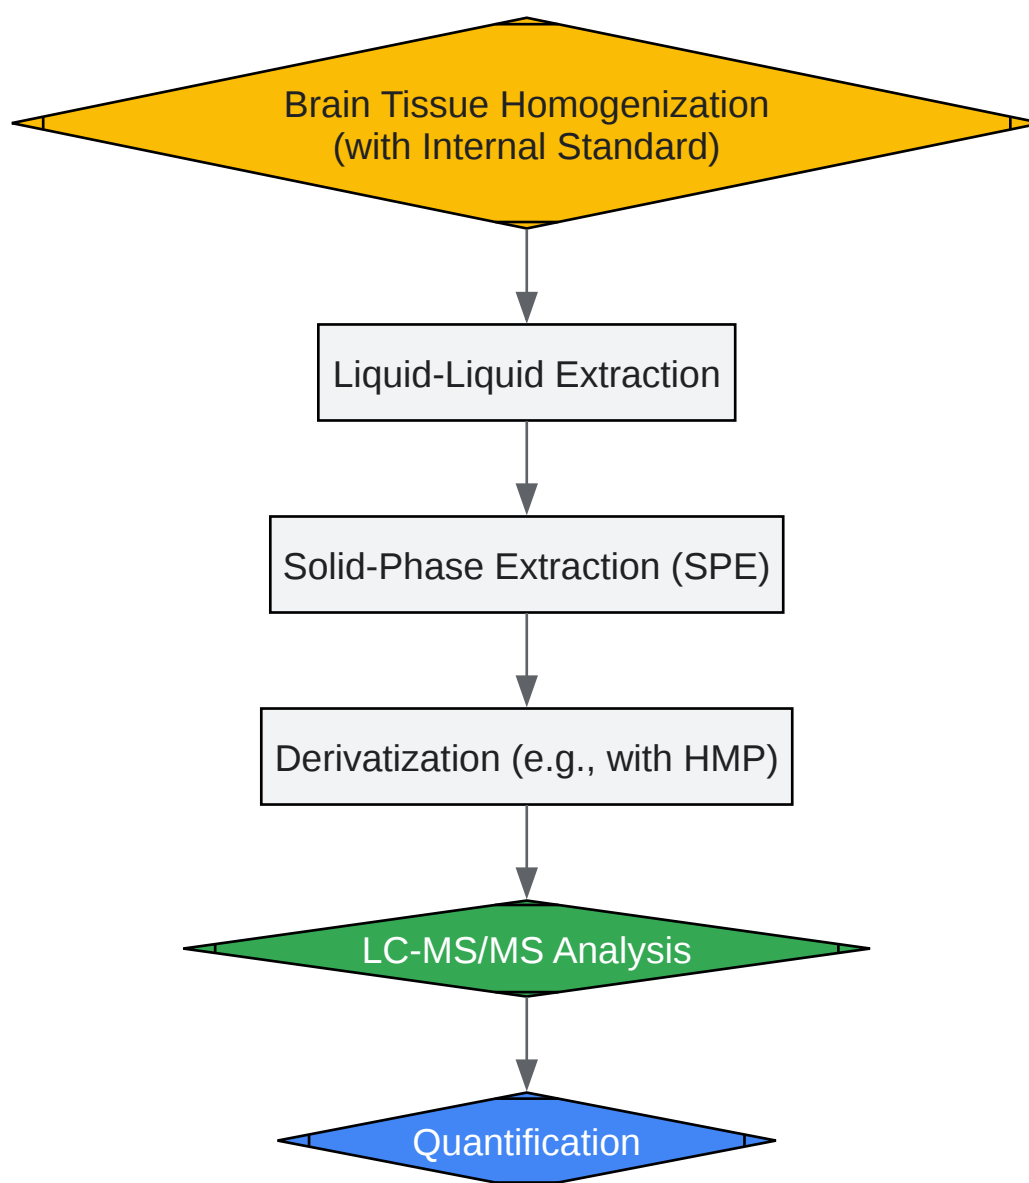 Brain Tissue Homogenization
(with Internal Standard)
Liquid-Liquid Extraction
Solid-Phase Extraction (SPE)
Derivatization (e.g., with HMP)
LC-MS/MS Analysis
Quantification